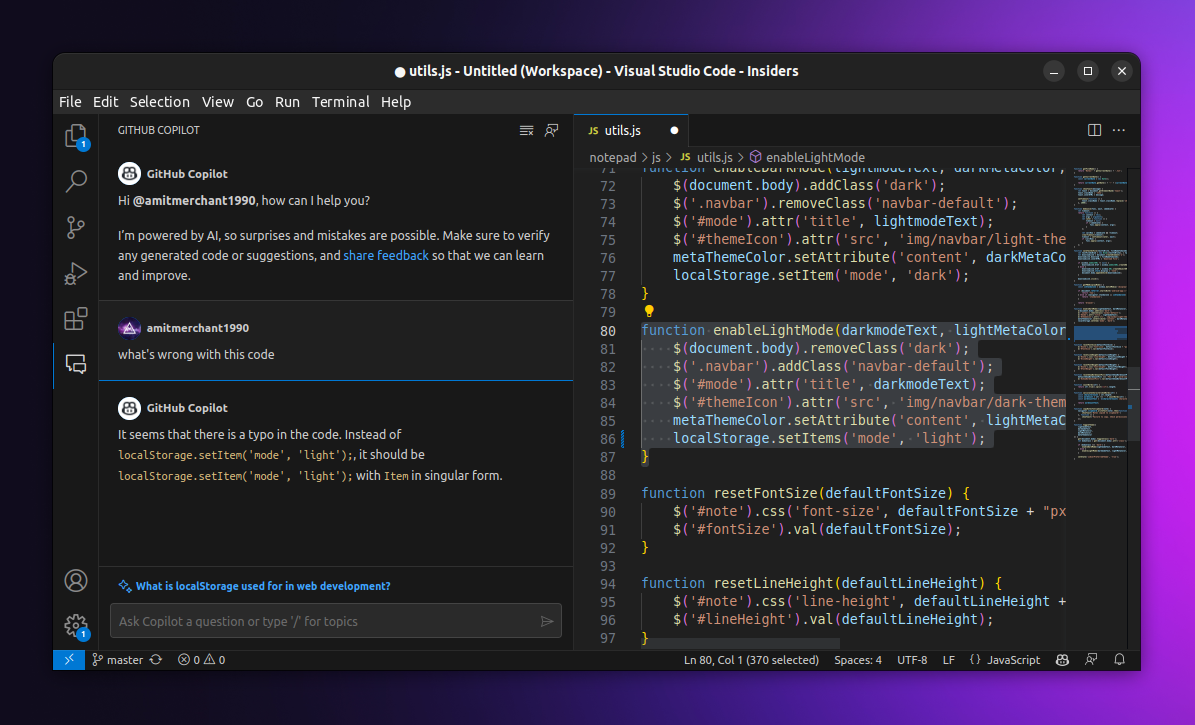 ● utils.js - Untitled (Workspace) - Visual Studio Code - Insiders
File Edit Selection View Go Run Terminal Help
1
GITHUB COPILOT
GitHub Copilot
Hi @amitmerchant1990, how can I help you?
I'm powered by AI, so surprises and mistakes are possible. Make sure to verify
any generated code or suggestions, and share feedback so that we can learn
and improve.
amitmerchant1990
what's wrong with this code
GitHub Copilot
It seems that there is a typo in the code. Instead of
localStorage.setItem('mode', 'light');, it should be
localStorage.setItem('mode', 'light'); with Item in singular form.
What is localStorage used for in web development?
Ask Copilot a question or type '/' for topics
1
JS utils.js ●
notepad > js > JS utils.js > enableLightMode
71 function enableDarkMode(lightmodeText, darkMetaColor,
72 $(document.body).addClass('dark');
73 $('.navbar').removeClass('navbar-default');
74 $('#mode').attr('title', lightmodeText);
75 $('#themeIcon').attr('src', 'img/navbar/light-the
76 metaThemeColor.setAttribute('content', darkMetaCo
77 localStorage.setItem('mode', 'dark');
78 }
79
80 function enableLightMode(darkmodeText, lightMetaColor
81 $(document.body).removeClass('dark');
82 $('.navbar').addClass('navbar-default');
83 $('#mode').attr('title', darkmodeText);
84 $('#themeIcon').attr('src', 'img/navbar/dark-them
85 metaThemeColor.setAttribute('content', lightMetaC
86 localStorage.setItems('mode', 'light');
87 }
88
89 function resetFontSize(defaultFontSize) {
90 $('#note').css('font-size', defaultFontSize + "px
91 $('#fontSize').val(defaultFontSize);
92 }
93
94 function resetLineHeight(defaultLineHeight) {
95 $('#note').css('line-height', defaultLineHeight +
96 $('#lineHeight').val(defaultLineHeight);
97 }
master 0 0 Ln 80, Col 1 (370 selected) Spaces: 4 UTF-8 LF {} JavaScript